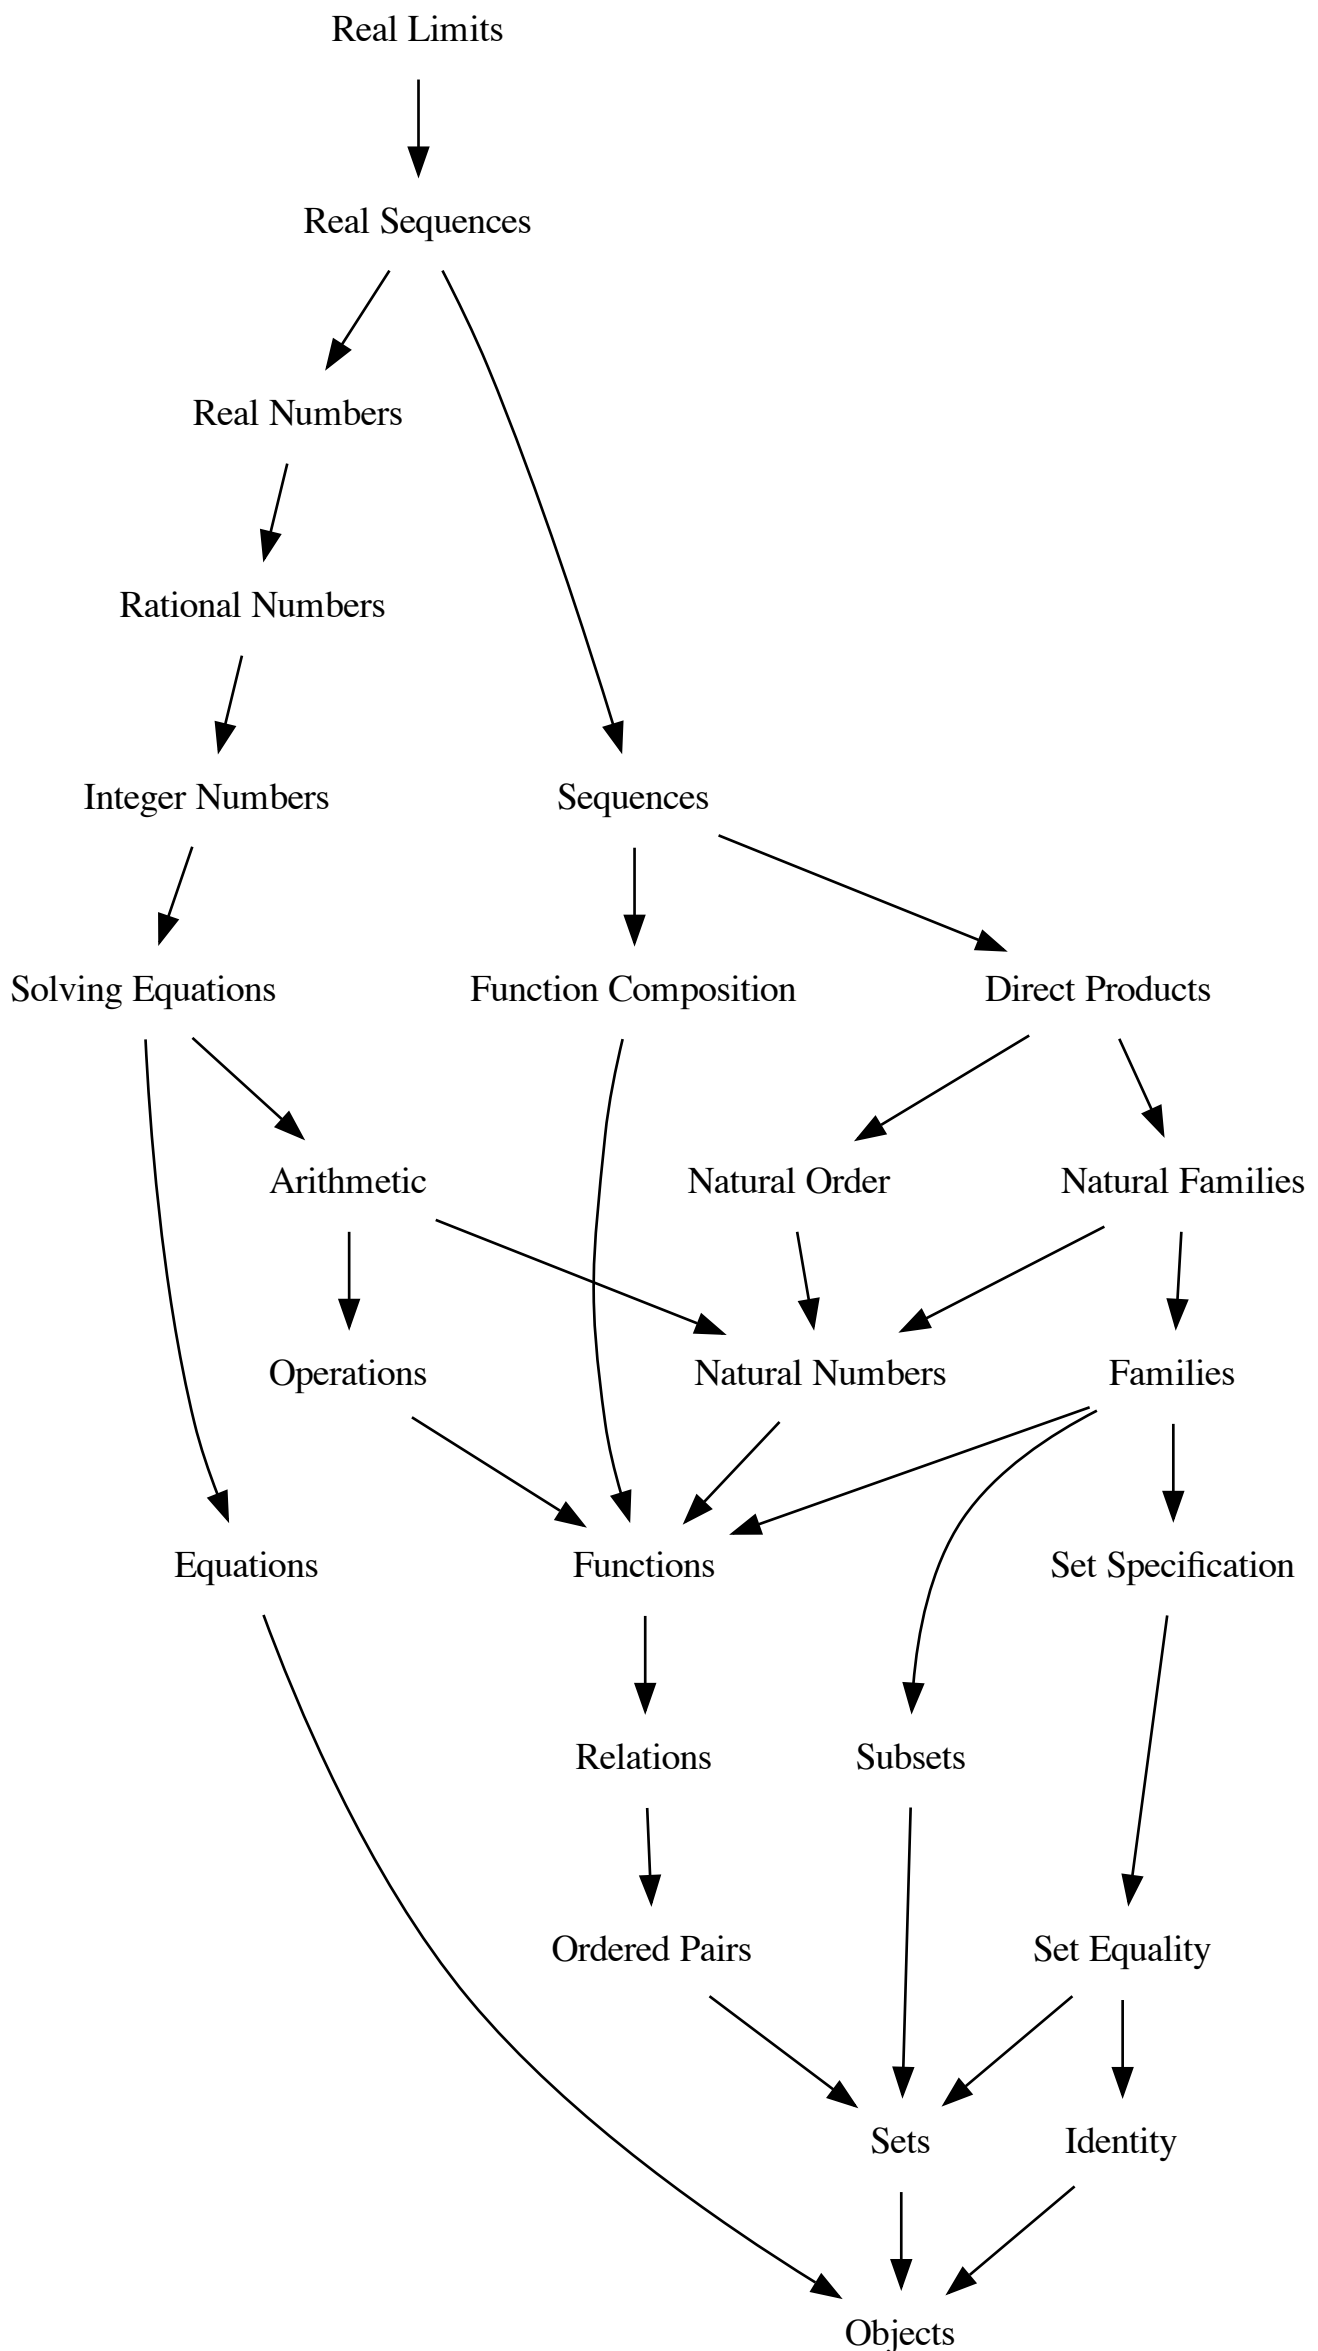 Real Limits
Real Sequences
Real Numbers
Rational Numbers
Integer Numbers
Sequences
Solving Equations
Function Composition
Direct Products
Arithmetic
Natural Order
Natural Families
Operations
Natural Numbers
Families
Equations
Functions
Set Specification
Relations
Subsets
Ordered Pairs
Set Equality
Sets
Identity
Objects